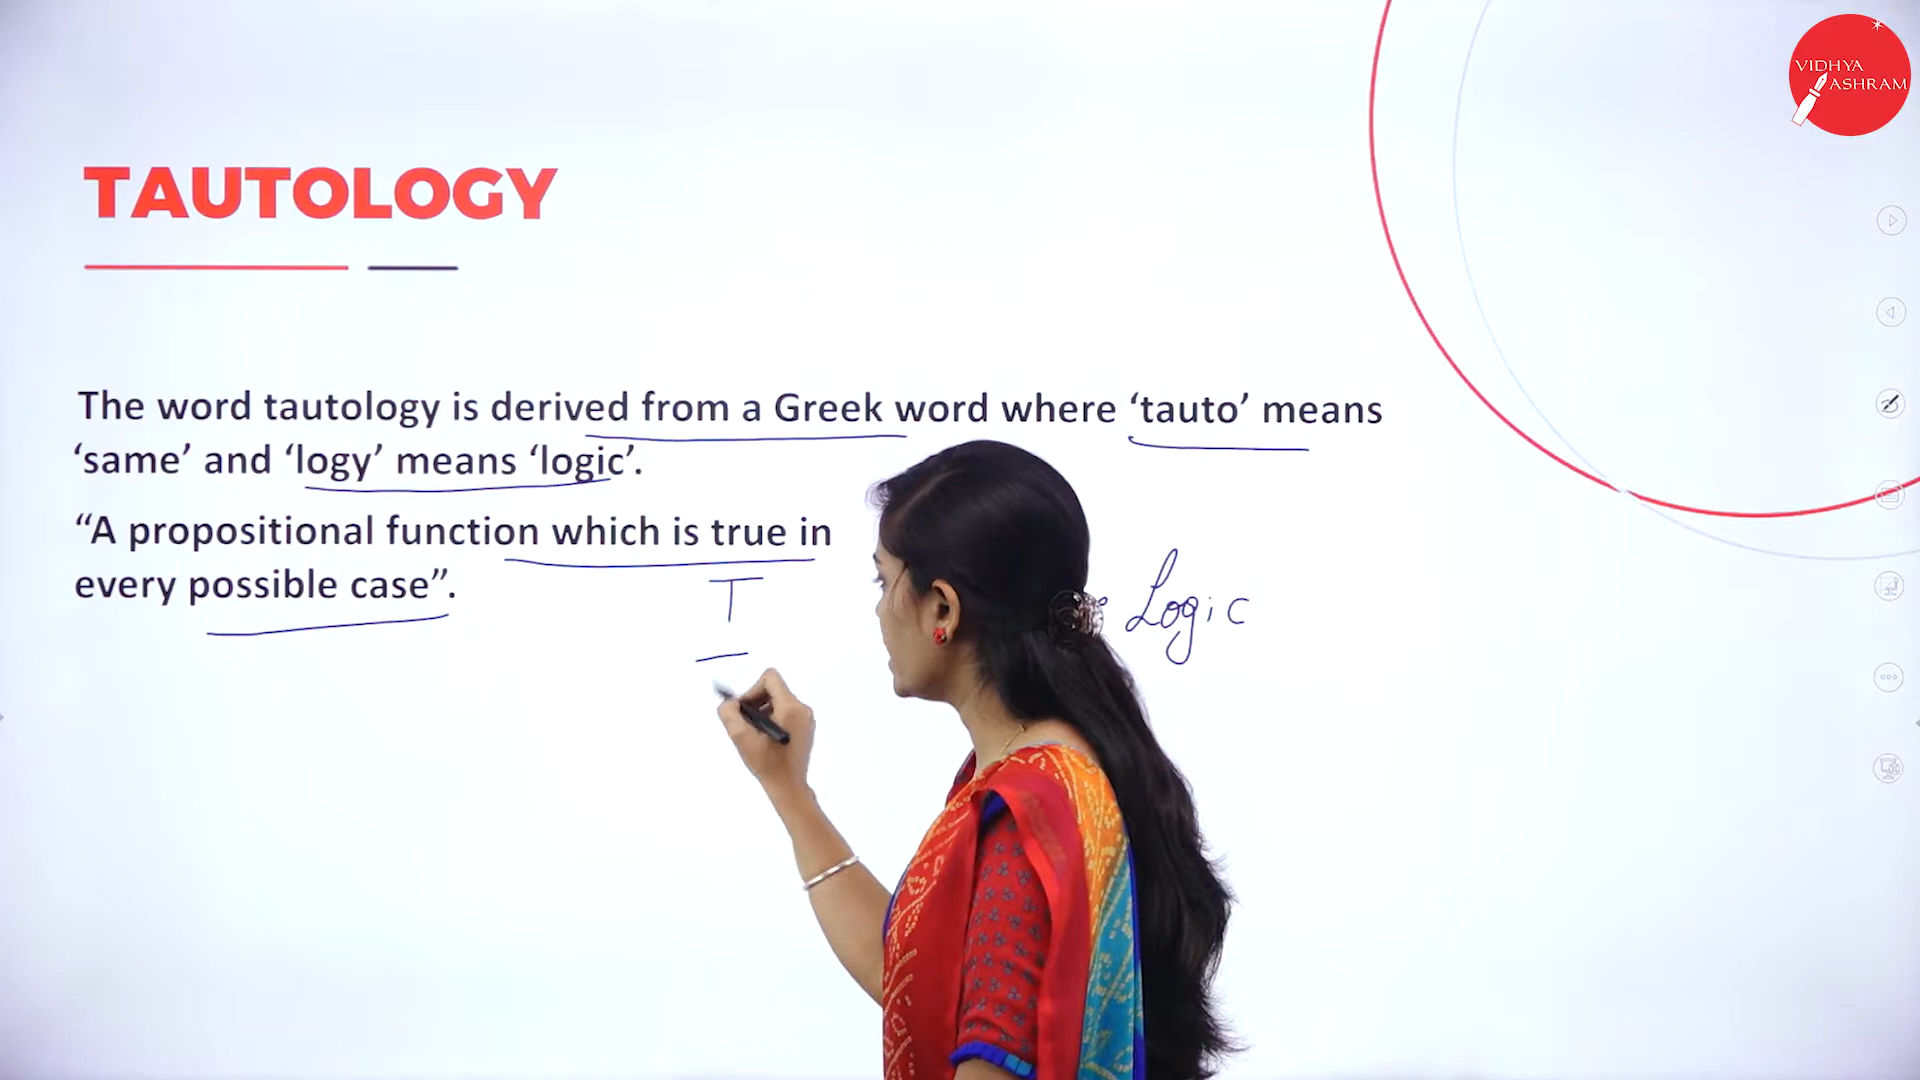 VIDHYA
ASHRAM
TAUTOLOGY
The word tautology is derived from a Greek word where ‘tauto’ means
‘same’ and ‘logy’ means ‘logic’.
“A propositional function which is true in
every possible case”.
T
Logic